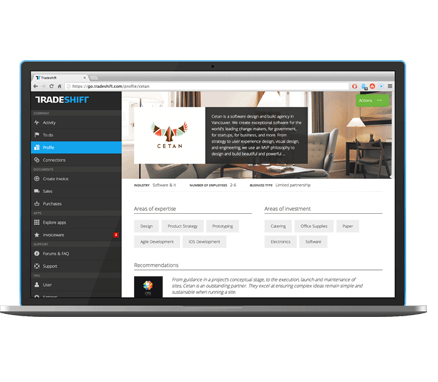 Tradeshift
https://go.tradeshift.com/profile/cetan
TRADESHIFT
COMPANY
Activity
To do
Profile
Connections
DOCUMENTS
Create invoice
Sales
Purchases
APPS
Explore apps
Invoiceware
SUPPORT
Forums & FAQ
Support
YOU
User
Actions
CETAN
Cetan is a software design and build agency in
Vancouver. We create exceptional software for the
world's leading change makers, for government,
for startups, for business, and more. From
Strategy to user experience design, visual design,
and engineering, we use an MVP philosophy to
design and build beautiful and powerful ...
INDUSTRY Software & it NUMBER OF EMPLOYEES 2-6 BUSINESS TYPE Limited partnership
Areas of expertise
Design Product Strategy Prototyping
Agile Development iOS Development
Areas of investment
Catering Office Supplies Paper
Electronics Software
Recommendations
From guidance in a project's conceptual stage, to the execution, launch and maintenance of
sites, Cetan is an outstanding partner. They excel at ensuring complex ideas remain simple and
sustainable when running a site.